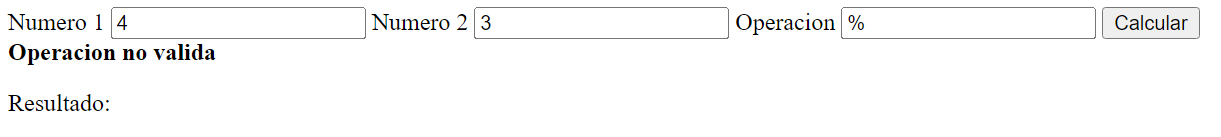 Numero 1 4 Numero 2 3 Operacion % Calcular
Operacion no valida
Resultado: